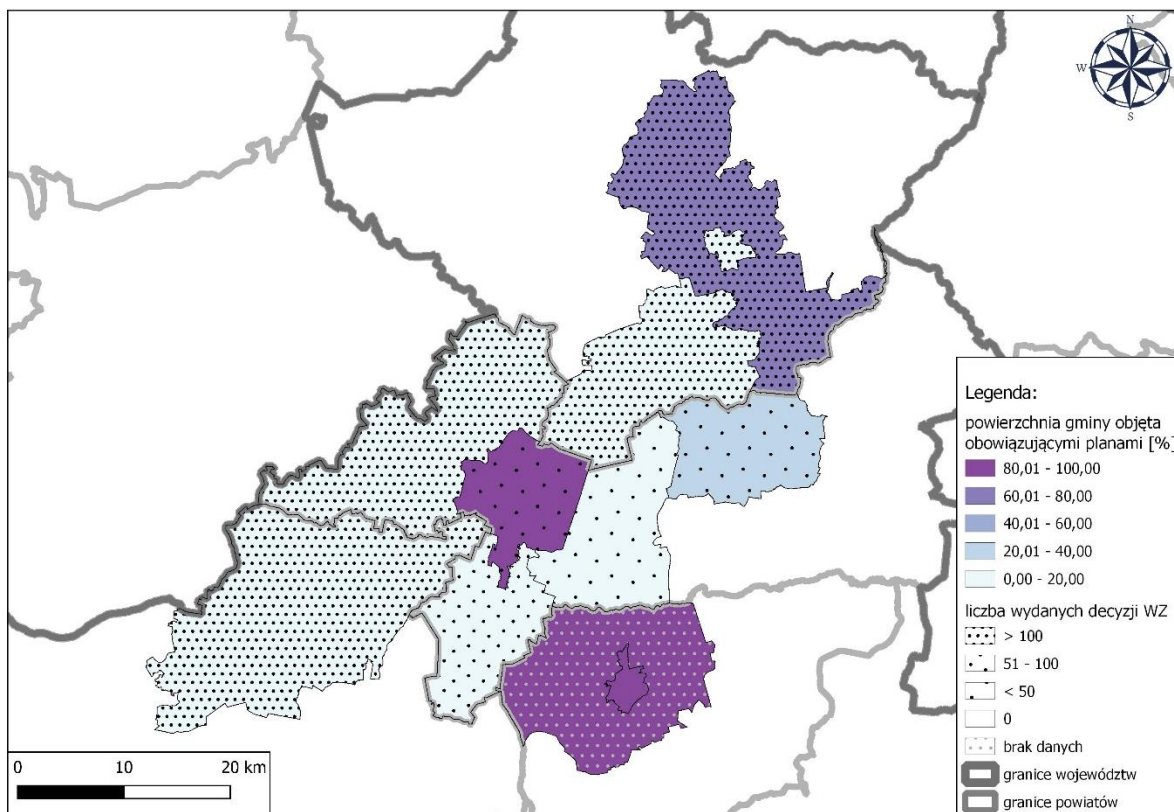 N
W E
S
Legenda:
powierzchnia gminy objęta
obowiązującymi planami [%]
80,01 - 100,00
60,01 - 80,00
40,01 - 60,00
20,01 - 40,00
0,00 - 20,00
liczba wydanych decyzji WZ
> 100
51 - 100
< 50
0
brak danych
granice województw
granice powiatów
0 10 20 km